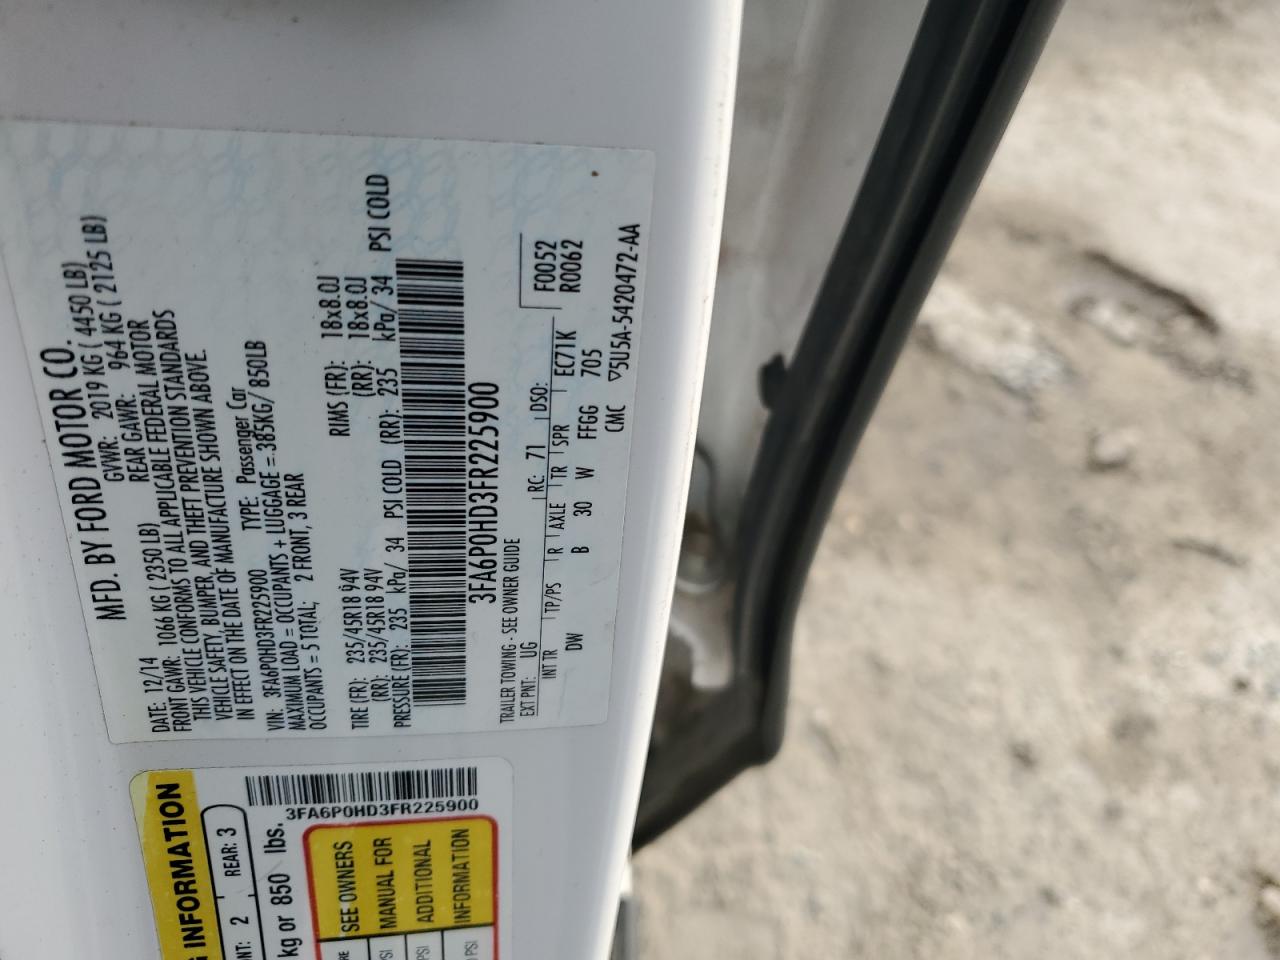 MFD. BY FORD MOTOR CO.
DATE: 12/14 GVWR: 2019 KG ( 4450 LB)
FRONT GAWR: 1066 KG ( 2350 LB) REAR GAWR: 964 KG ( 2125 LB)
THIS VEHICLE CONFORMS TO ALL APPLICABLE FEDERAL MOTOR
VEHICLE SAFETY, BUMPER, AND THEFT PREVENTION STANDARDS
IN EFFECT ON THE DATE OF MANUFACTURE SHOWN ABOVE.
VIN: 3FA6P0HD3FR225900 TYPE: Passenger Car
MAXIMUM LOAD = OCCUPANTS + LUGGAGE = 385KG/ 850LB
OCCUPANTS = 5 TOTAL; 2 FRONT, 3 REAR
TIRE (FR): 235/45R18 94V RIMS (FR): 18x8.0J
(RR): 235/45R18 94V (RR): 18x8.0J
PRESSURE (FR): 235 kPa/ 34 PSI COLD (RR): 235 kPa/ 34 PSI COLD
3FA6P0HD3FR225900
TRAILER TOWING - SEE OWNER GUIDE
EXT PNT: UG RC: 71 DSO: F0052
INT TR TP/PS R AXLE TR SPR EC71K R0062
DW B 30 W FFGG 705
CMC ▽5U5A-5420472-AA
INFORMATION
2 REAR: 3
kg or 850 lbs.
3FA6P0HD3FR225900
SEE OWNERS
MANUAL FOR
ADDITIONAL
INFORMATION
PSI
PSI
PSI